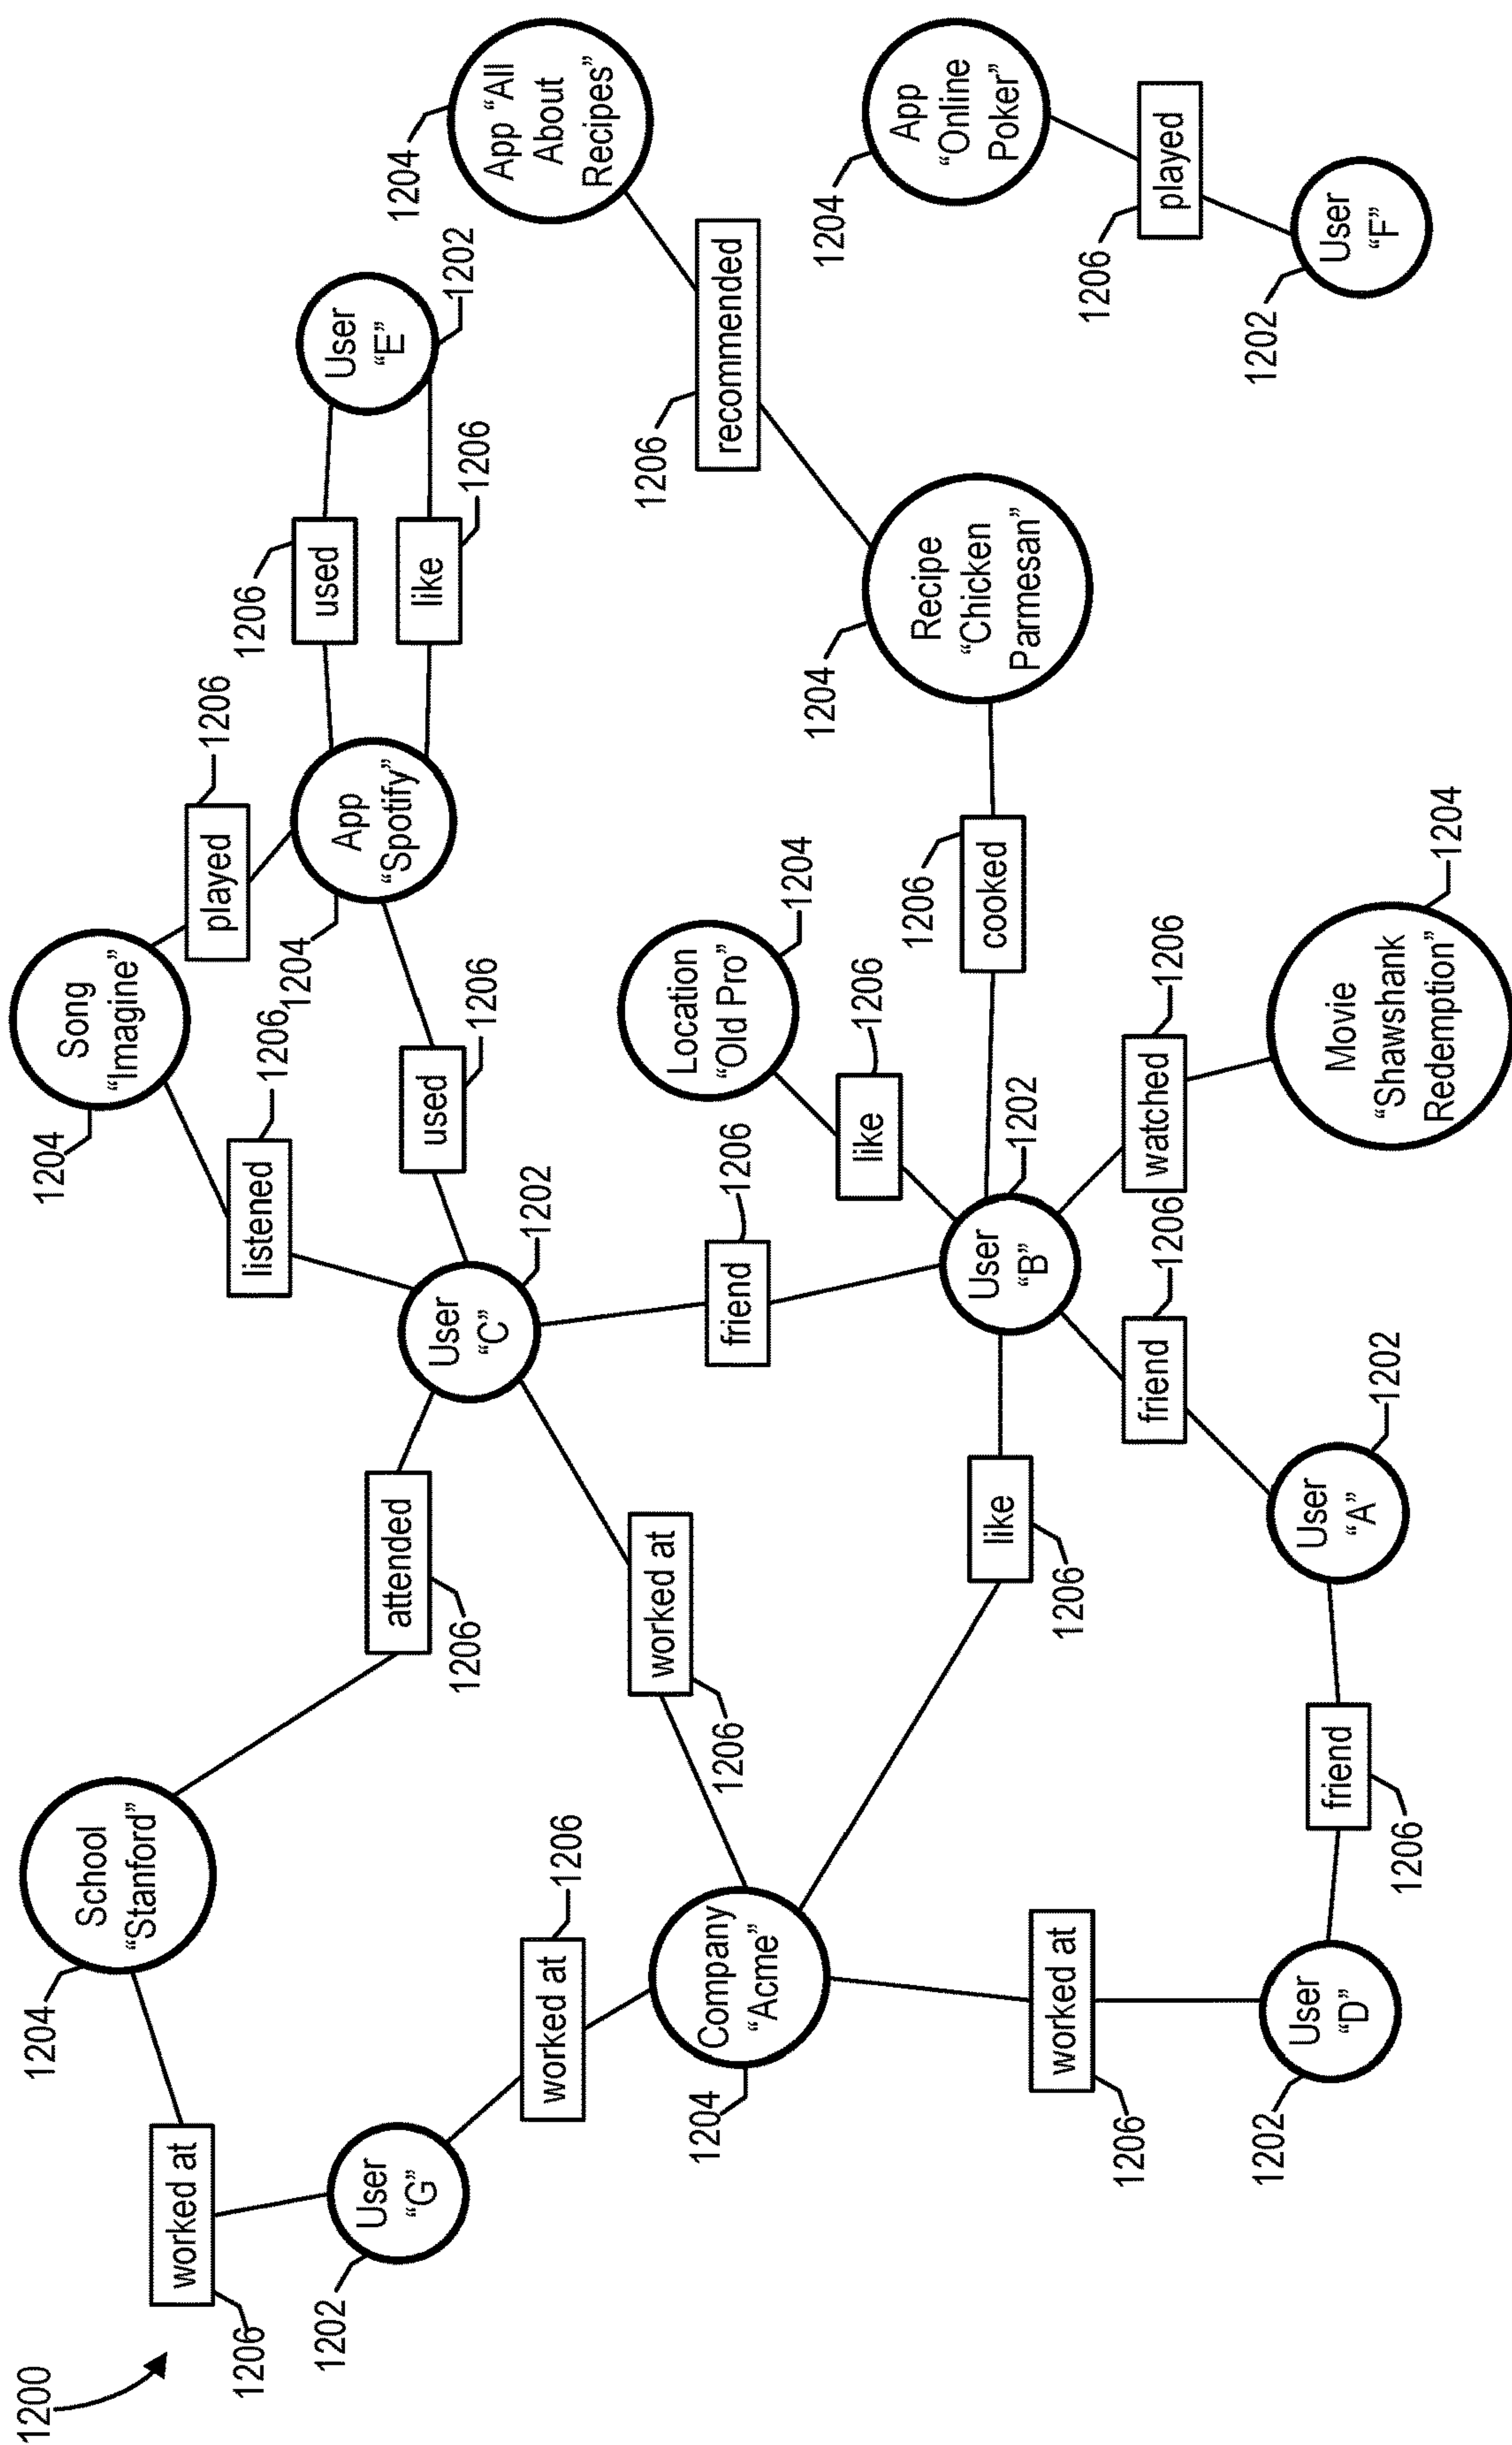 1200
1204
School
“Stanford”
1204
Song
“Imagine”
worked at
1206
attended
1206
listened
1206
played
1206
1202
User
“G”
User
“C”
1202
used
1206
1204
App
“Spotify”
used
1206
like
1206
User
“E”
1202
1204
App “All
About
Recipes”
worked at
1206
worked at
1206
friend
1206
Location
“Old Pro”
1204
recommended
1206
Company
“Acme”
1204
like
1206
like
1206
User
“B”
1202
cooked
1206
1204
Recipe
“Chicken
Parmesan”
1204
App
“Online
Poker”
worked at
1206
friend
1206
watched
1206
played
1206
1202
User
“D”
friend
1206
User
“A”
1202
Movie
“Shawshank
Redemption”
1204
1202
User
“F”